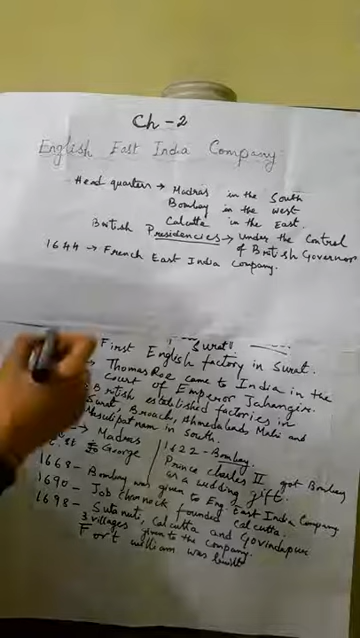 Ch - 2
English East India Company
Head quarters → Madras in the South
Bombay in the west
Calcutta in the East.
British Presidencies → under the Control
of British Governor
1644 → French East India Company.
Surat
First English factory in Surat.
Thomas Roe came to India in the
Court of Emperor Jahangir.
British established factories in
Surat, Broach, Ahmedabad and
Masulipatnam in South.
→ Madras
St George
1622 - Bombay.
Prince Charles II got Bombay
as a wedding gift.
1668 - Bombay was given to Eng. East India Company
1690 - Job Charnock founded Calcutta.
1698 - Sutanuti, Calcutta and Govindapur
3 villages given to the company.
Fort William was built